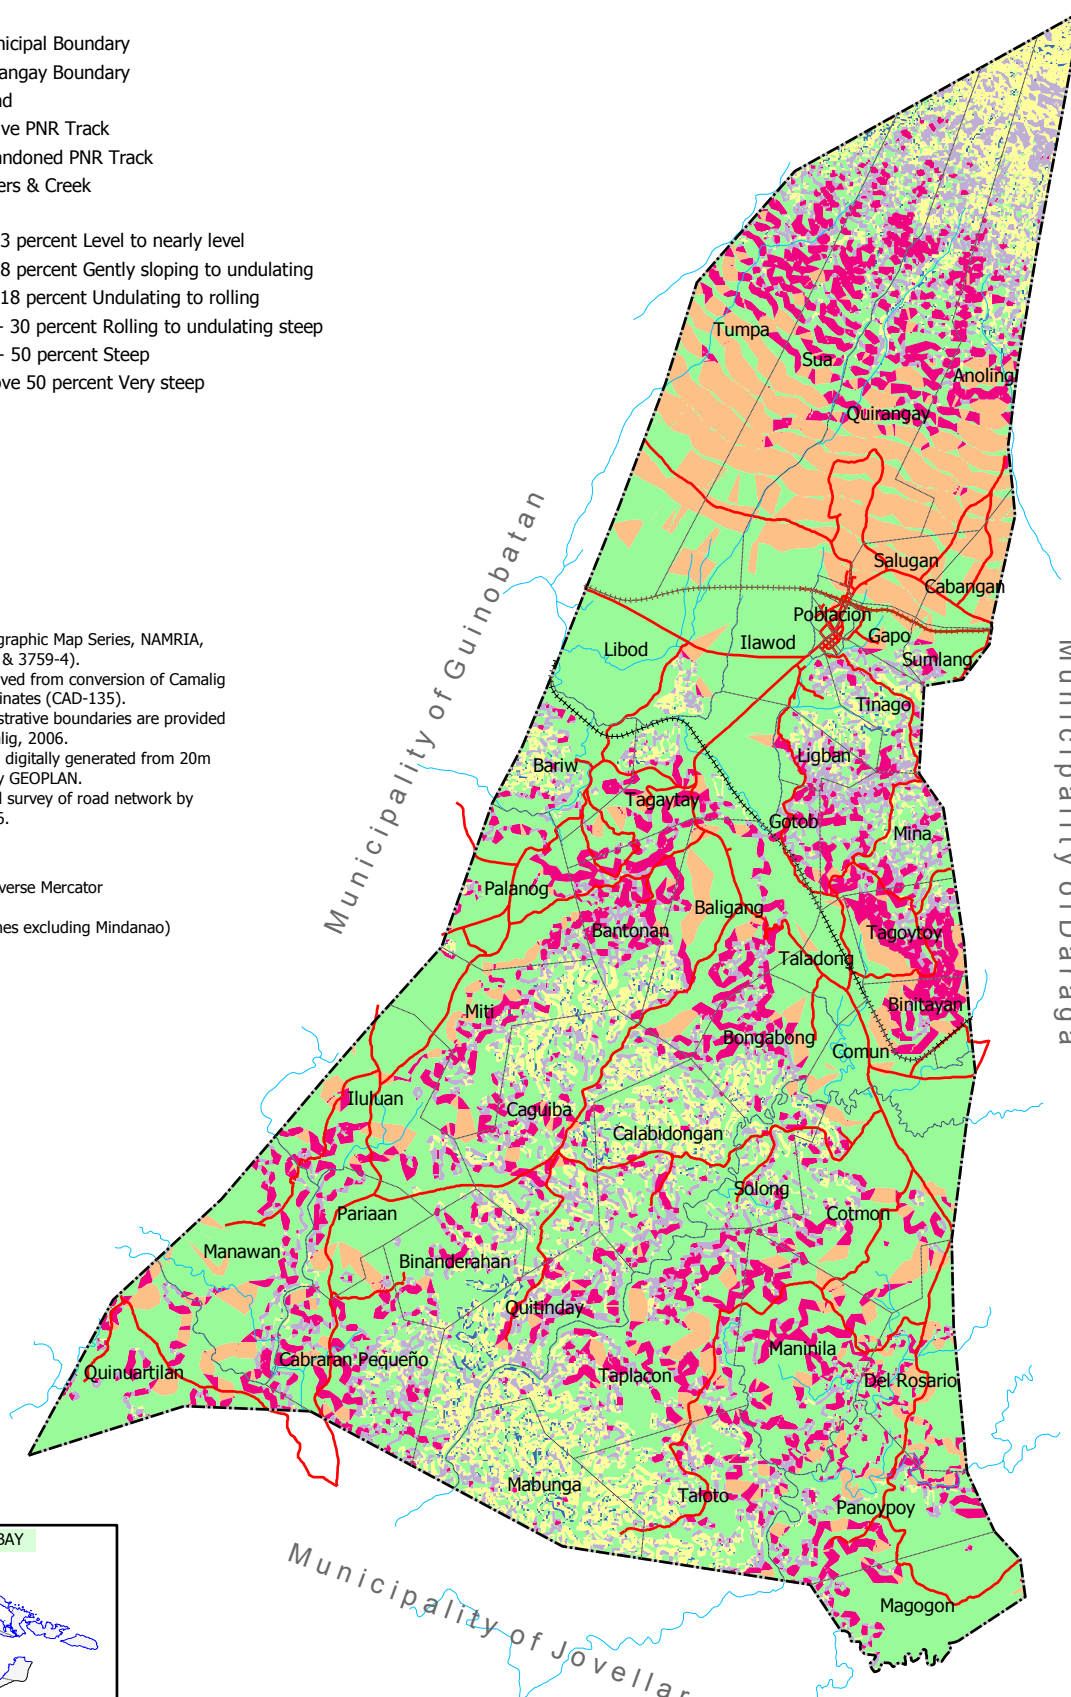 nicipal Boundary
angay Boundary
ad
ive PNR Track
andoned PNR Track
ers & Creek
3 percent Level to nearly level
8 percent Gently sloping to undulating
18 percent Undulating to rolling
- 30 percent Rolling to undulating steep
- 50 percent Steep
ove 50 percent Very steep
graphic Map Series, NAMRIA,
& 3759-4).
ved from conversion of Camalig
inates (CAD-135).
strative boundaries are provided
alig, 2006.
digitally generated from 20m
y GEOPLAN.
d survey of road network by
6.
verse Mercator
nes excluding Mindanao)
BAY
Municipality of Guinobatan
Municipality of Daraga
Municipality of Jovellar
Tumpa
Sua
Anoling
Quirangay
Salugan
Cabangan
Poblacion
Gapo
Ilawod
Libod
Sumlang
Tinago
Ligban
Bariw
Tagaytay
Gotob
Mina
Palanog
Baligang
Bantonan
Tagoytoy
Taladong
Binitayan
Miti
Bongabong
Comun
Iluluan
Caguiba
Calabidongan
Solong
Pariaan
Cotmon
Manawan
Binanderahan
Quitinday
Maninila
Cabraran Pequeño
Quinuartilan
Taplacon
Del Rosario
Mabunga
Taloto
Panoypoy
Magogon